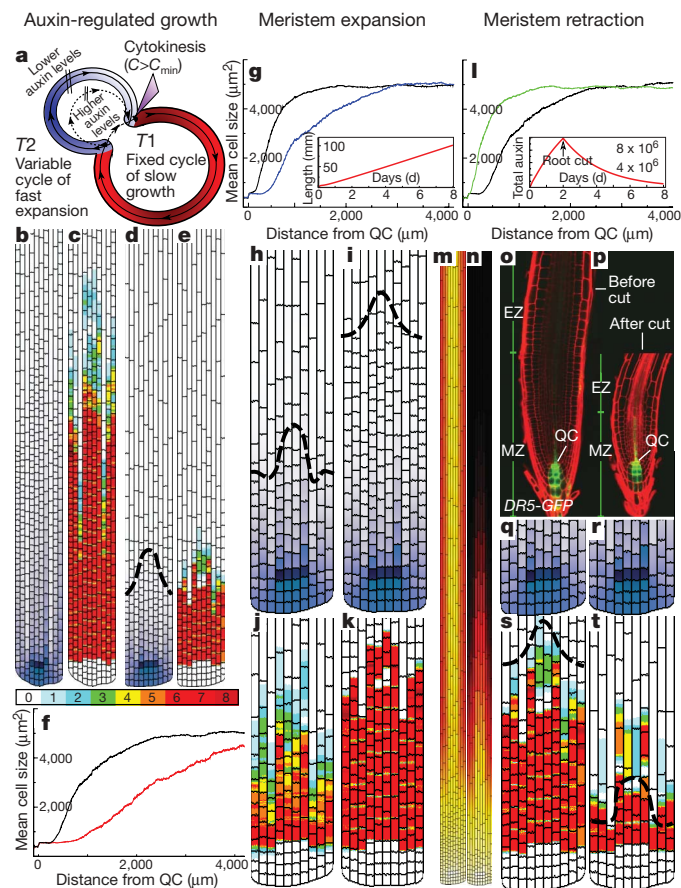 Auxin-regulated growth
Meristem expansion
Meristem retraction
a
Lower
auxin levels
Higher
auxin
levels
Cytokinesis
(C>Cmin)
T1
Fixed cycle
of slow
growth
T2
Variable
cycle of
fast
expansion
g
Mean cell size (μm²)
4,000
2,000
Length (mm)
100
50
0
Days (d)
8
0
2,000
4,000
Distance from QC (μm)
l
4,000
2,000
Total auxin
8 x 10⁶
4 x 10⁶
Root cut
0
2
Days (d)
8
0
2,000
4,000
Distance from QC (μm)
b
c
d
e
0 1 2 3 4 5 6 7 8
f
Mean cell size (μm²)
4,000
2,000
0
0
2,000
4,000
Distance from QC (μm)
h
i
j
k
m
n
o
p
Before
cut
After cut
EZ
EZ
MZ
MZ
QC
QC
DR5-GFP
q
r
s
t